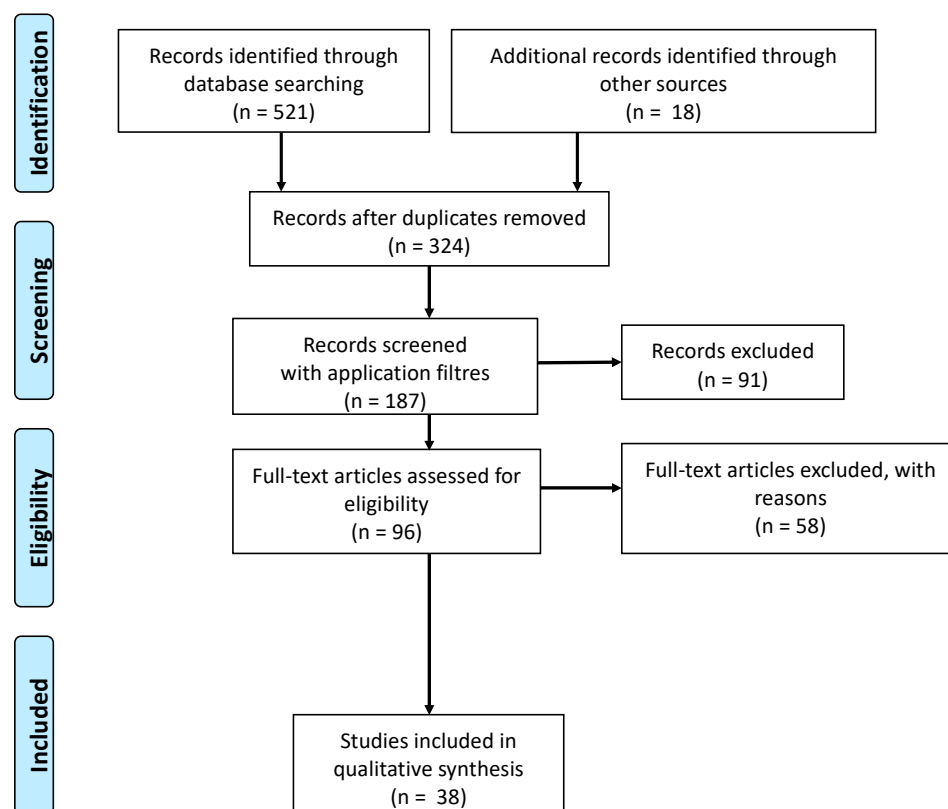 Identification
Records identified through
database searching
(n = 521)
Additional records identified through
other sources
(n = 18)
Records after duplicates removed
(n = 324)
Screening
Records screened
with application filtres
(n = 187)
Records excluded
(n = 91)
Eligibility
Full-text articles assessed for
eligibility
(n = 96)
Full-text articles excluded, with
reasons
(n = 58)
Included
Studies included in
qualitative synthesis
(n = 38)